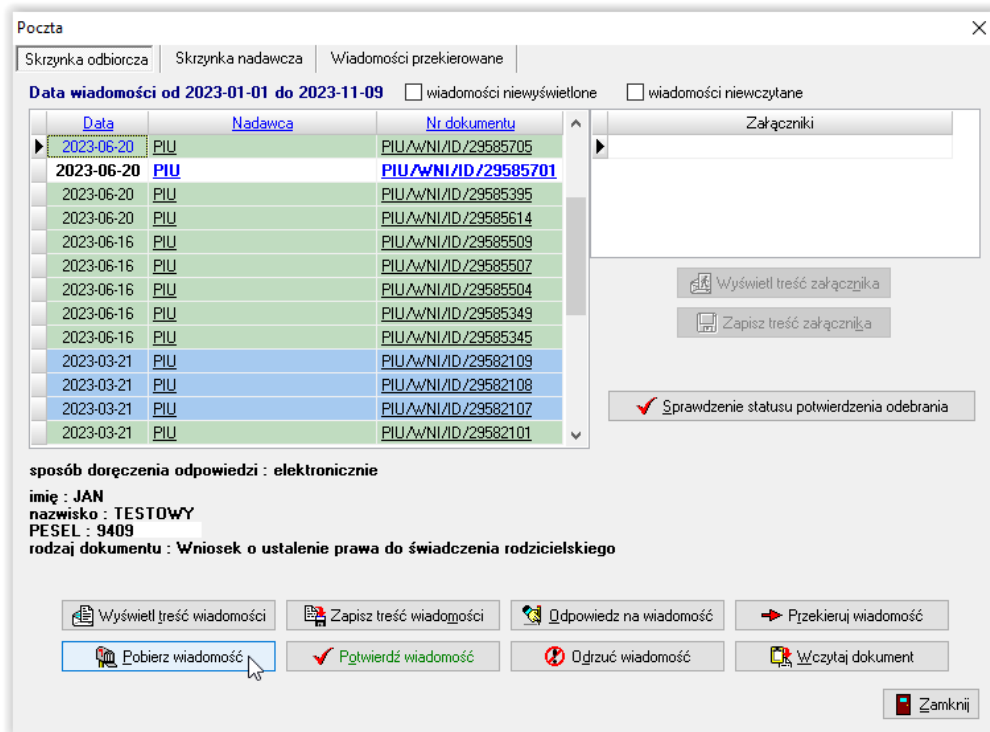 Poczta
Skrzynka odbiorcza Skrzynka nadawcza Wiadomości przekierowane
Data wiadomości od 2023-01-01 do 2023-11-09 wiadomości niewyświetlone wiadomości niewczytane
Data Nadawca Nr dokumentu Załączniki
2023-06-20 PIU PIU/WNI/ID/29585705
2023-06-20 PIU PIU/WNI/ID/29585701
2023-06-20 PIU PIU/WNI/ID/29585395
2023-06-20 PIU PIU/WNI/ID/29585614
2023-06-16 PIU PIU/WNI/ID/29585509
2023-06-16 PIU PIU/WNI/ID/29585507
2023-06-16 PIU PIU/WNI/ID/29585504
2023-06-16 PIU PIU/WNI/ID/29585349
2023-06-16 PIU PIU/WNI/ID/29585345
2023-03-21 PIU PIU/WNI/ID/29582109
2023-03-21 PIU PIU/WNI/ID/29582108
2023-03-21 PIU PIU/WNI/ID/29582107
2023-03-21 PIU PIU/WNI/ID/29582101
Wyświetl treść załącznika
Zapisz treść załącznika
Sprawdzenie statusu potwierdzenia odebrania
sposób doręczenia odpowiedzi : elektronicznie
imię : JAN
nazwisko : TESTOWY
PESEL : 9409
rodzaj dokumentu : Wniosek o ustalenie prawa do świadczenia rodzicielskiego
Wyświetl treść wiadomości Zapisz treść wiadomości Odpowiedz na wiadomość Przekieruj wiadomość
Pobierz wiadomość Potwierdź wiadomość Odrzuć wiadomość Wczytaj dokument
Zamknij